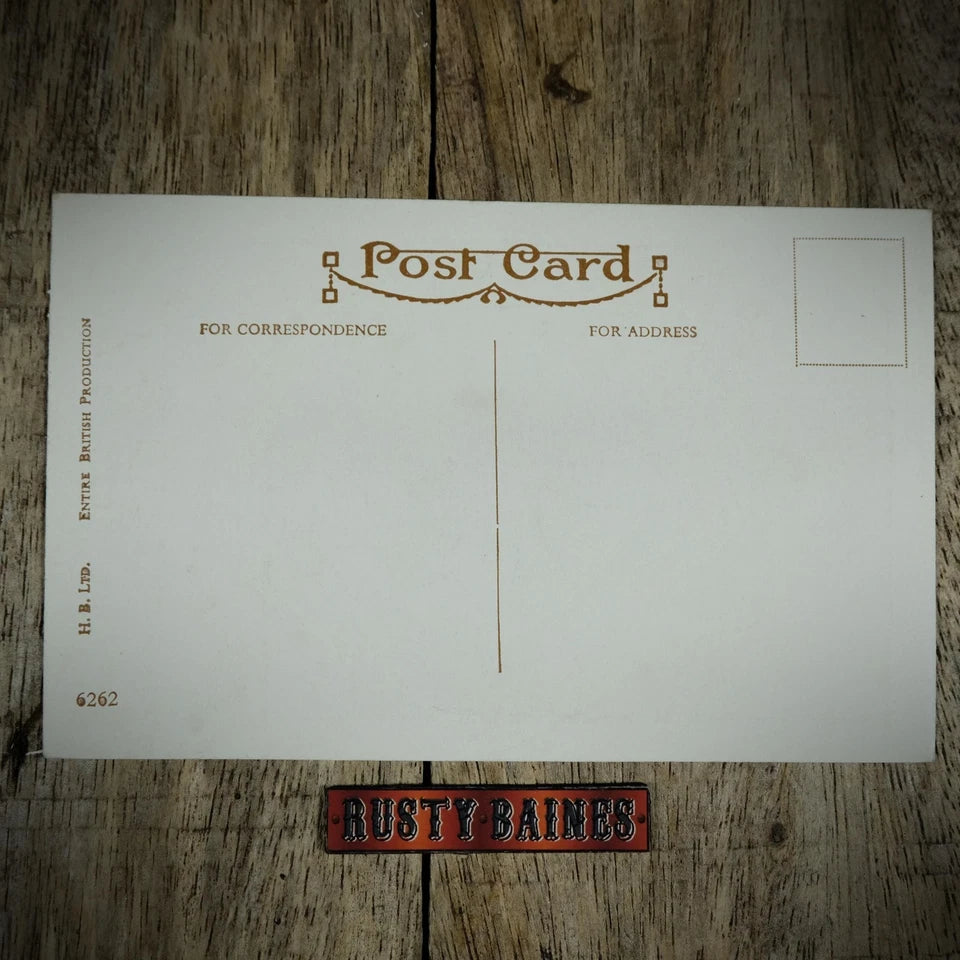 Post Card
FOR CORRESPONDENCE
FOR ADDRESS
H. B. LTD. ENTIRE BRITISH PRODUCTION
6262
RUSTY BAINES